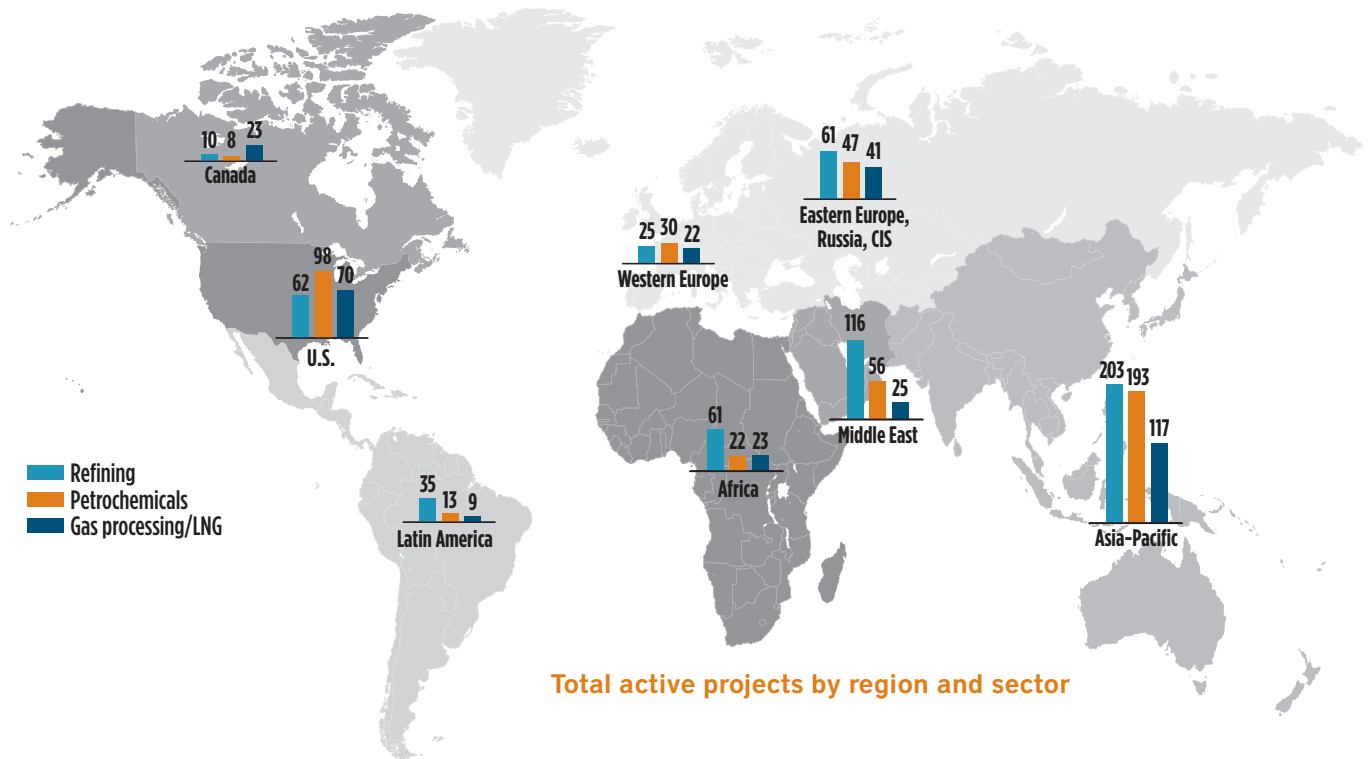 10 8 23
Canada
62 98 70
U.S.
35 13 9
Latin America
25 30 22
Western Europe
61 47 41
Eastern Europe,
Russia, CIS
116 56 25
Middle East
61 22 23
Africa
203 193 117
Asia-Pacific
Refining
Petrochemicals
Gas processing/LNG
Total active projects by region and sector